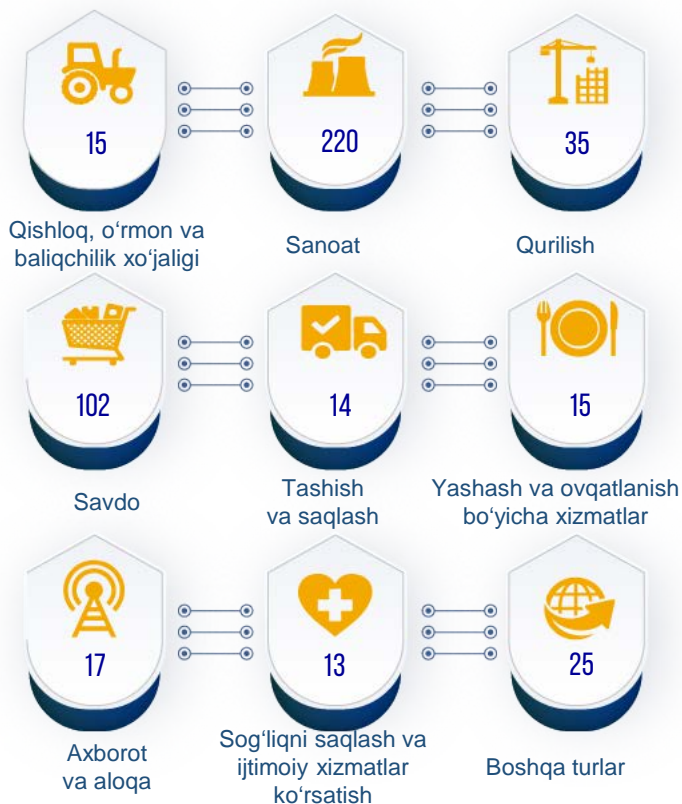 15
220
35
Qishloq, o‘rmon va
baliqchilik xo‘jaligi
Sanoat
Qurilish
102
14
15
Savdo
Tashish
va saqlash
Yashash va ovqatlanish
bo‘yicha xizmatlar
17
13
25
Axborot
va aloqa
Sog‘liqni saqlash va
ijtimoiy xizmatlar
ko‘rsatish
Boshqa turlar